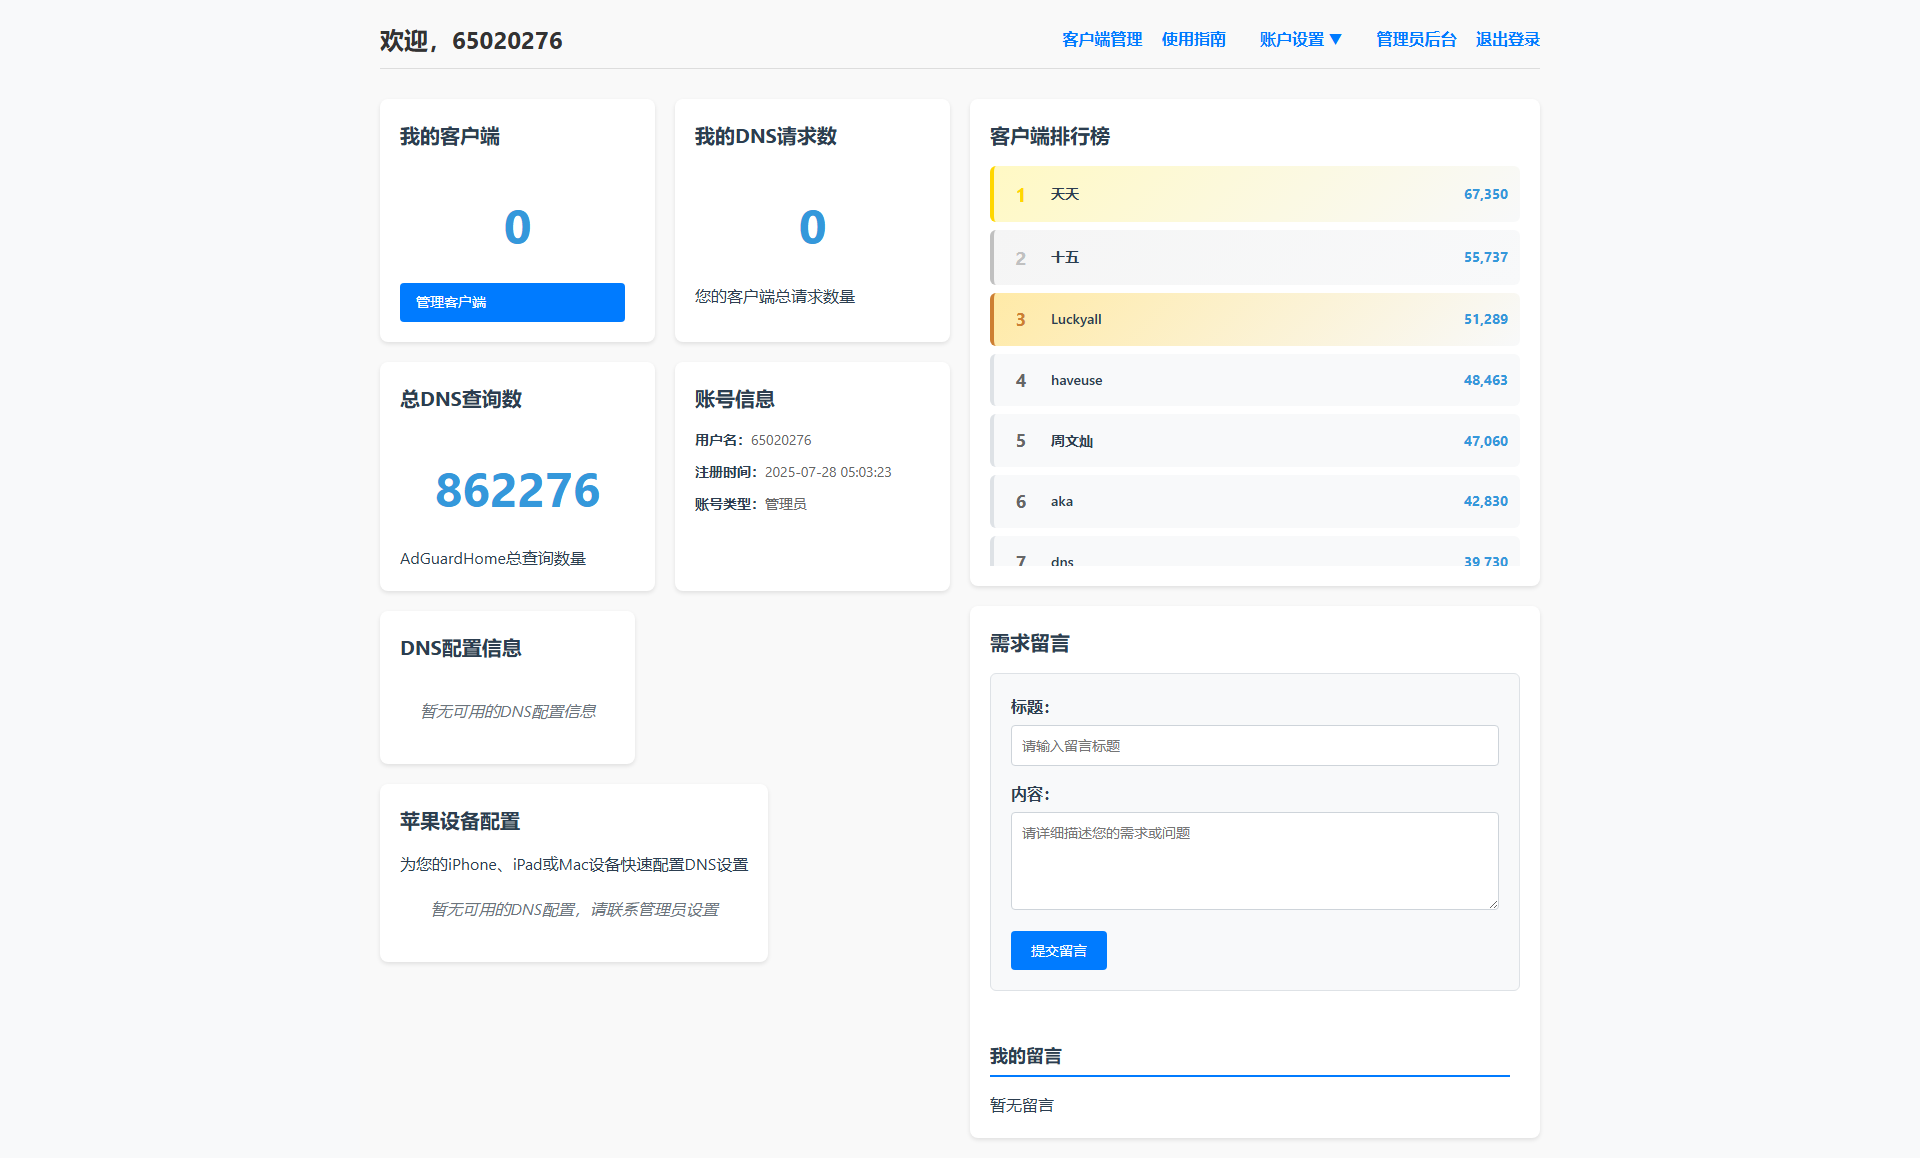 欢迎，65020276
客户端管理 使用指南 账户设置 ▼ 管理员后台 退出登录
我的客户端
0
管理客户端
我的DNS请求数
0
您的客户端总请求数量
总DNS查询数
862276
AdGuardHome总查询数量
账号信息
用户名：65020276
注册时间：2025-07-28 05:03:23
账号类型：管理员
DNS配置信息
暂无可用的DNS配置信息
苹果设备配置
为您的iPhone、iPad或Mac设备快速配置DNS设置
暂无可用的DNS配置，请联系管理员设置
客户端排行榜
1 天天 67,350
2 十五 55,737
3 Luckyall 51,289
4 haveuse 48,463
5 周文灿 47,060
6 aka 42,830
7 dns 39,730
需求留言
标题：
请输入留言标题
内容：
请详细描述您的需求或问题
提交留言
我的留言
暂无留言